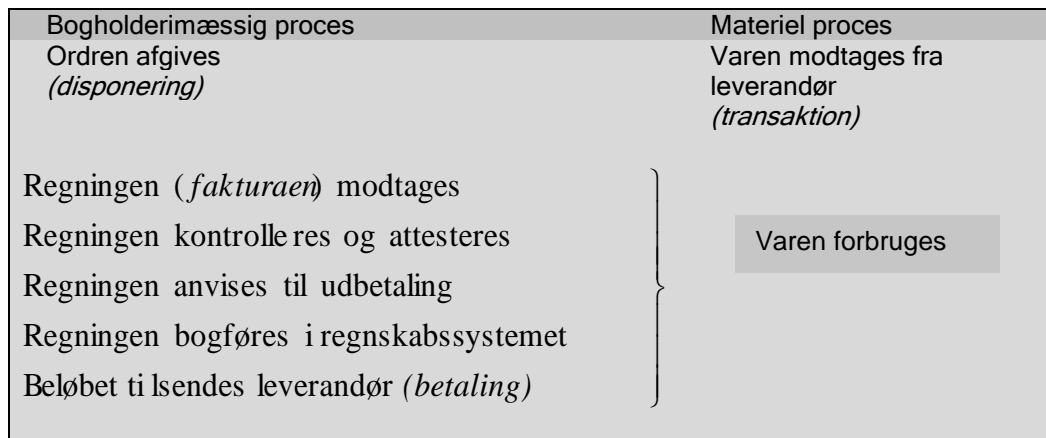 Bogholderimæssig proces
Materiel proces
Ordren afgives
(disponering)
Varen modtages fra
leverandør
(transaktion)
Regningen (fakturaen) modtages
Regningen kontrolleres og attesteres
Regningen anvises til udbetaling
Regningen bogføres i regnskabssystemet
Beløbet tilsendes leverandør (betaling)
Varen forbruges